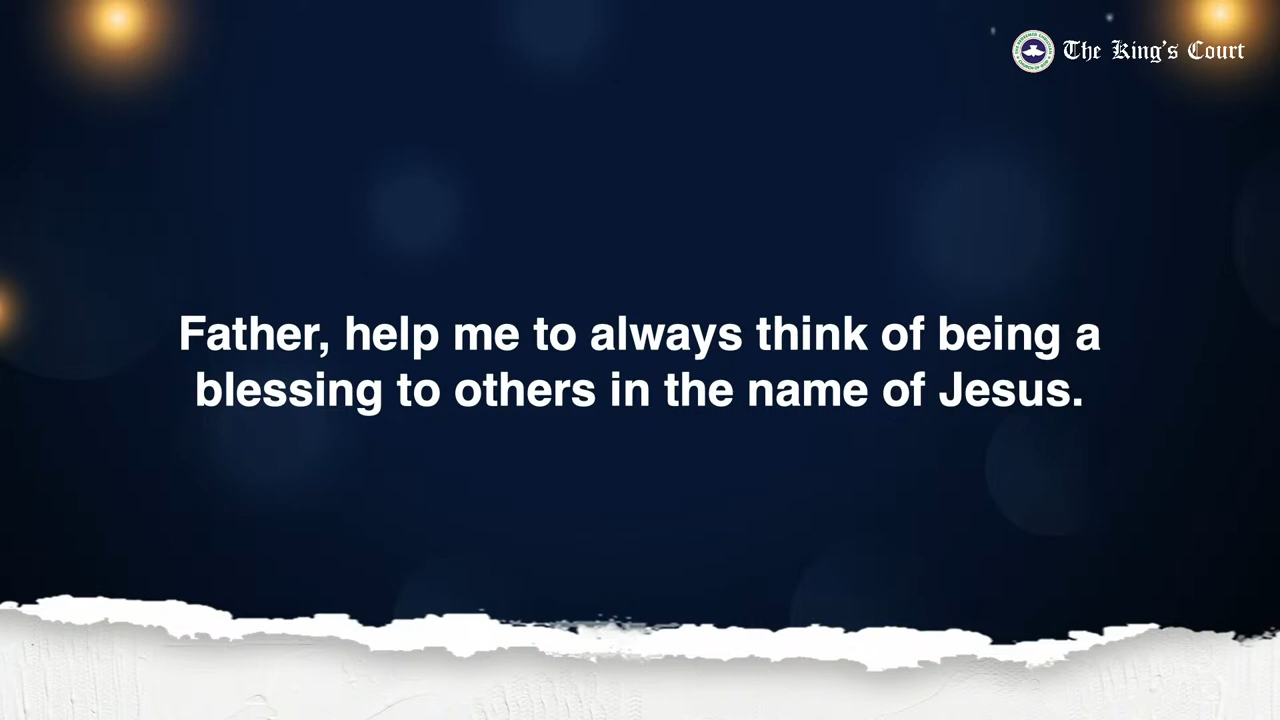 The King's Court
Father, help me to always think of being a
blessing to others in the name of Jesus.